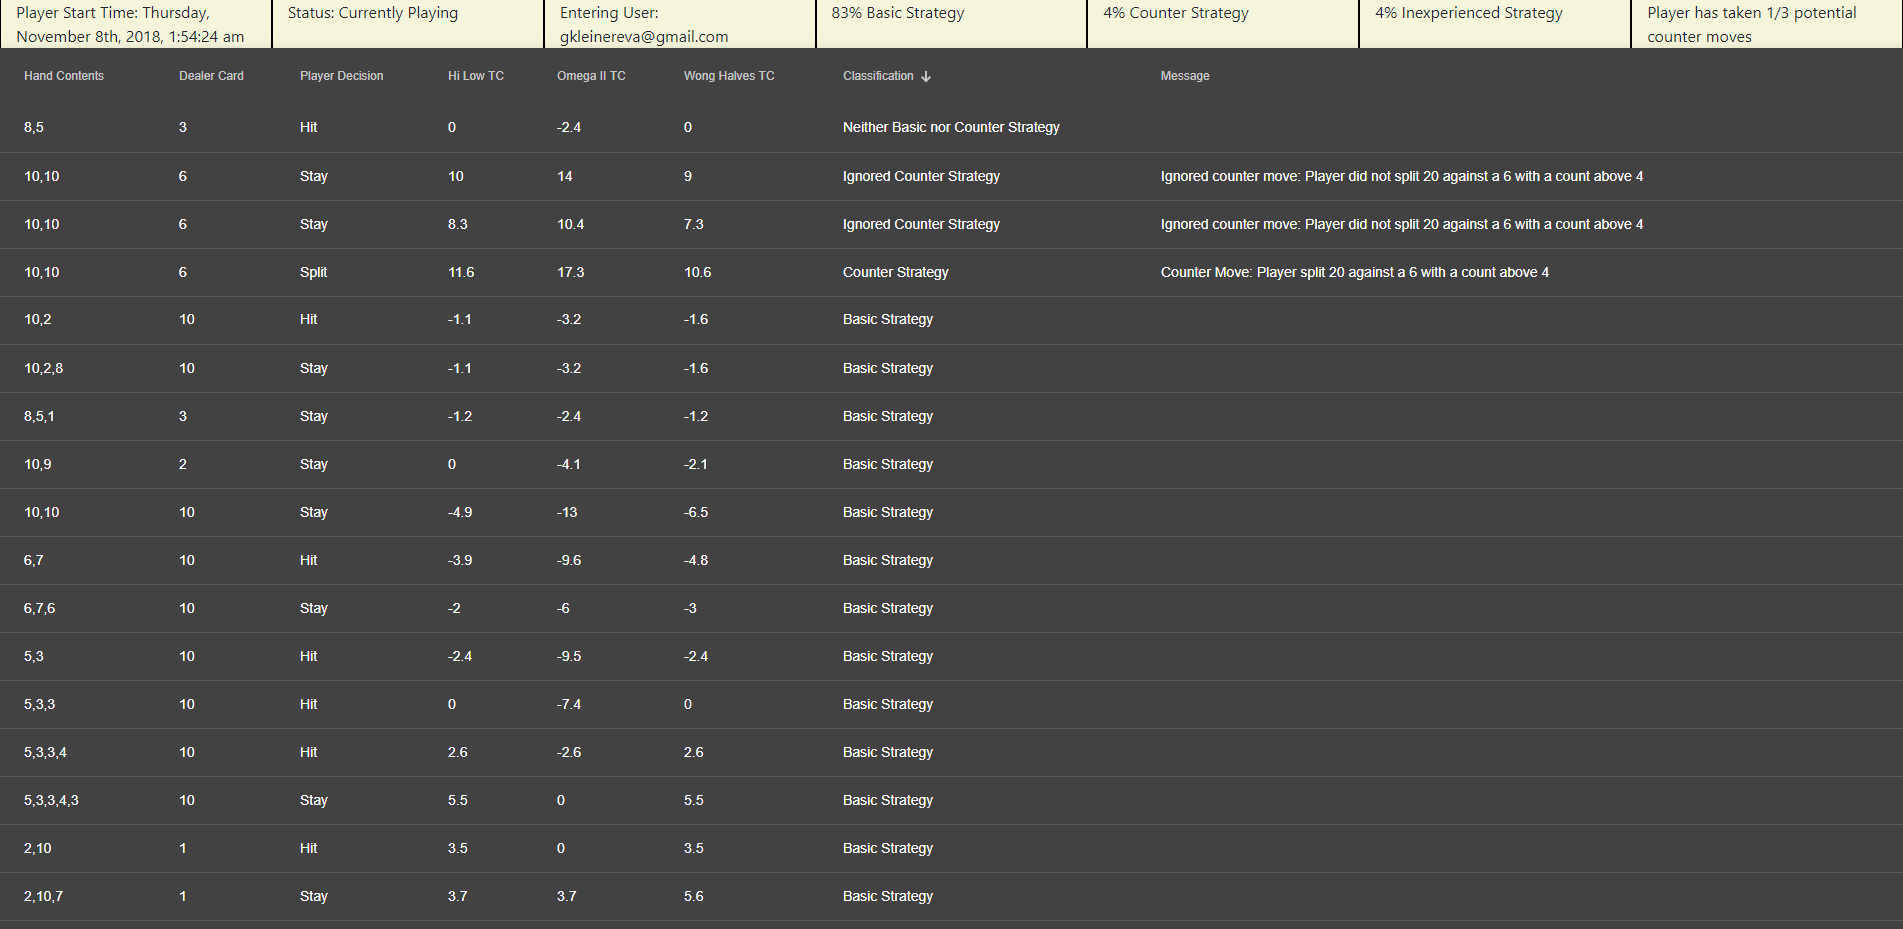 Player Start Time: Thursday,
November 8th, 2018, 1:54:24 am
Status: Currently Playing
Entering User:
gkleinereva@gmail.com
83% Basic Strategy
4% Counter Strategy
4% Inexperienced Strategy
Player has taken 1/3 potential
counter moves
Hand Contents Dealer Card Player Decision Hi Low TC Omega II TC Wong Halves TC Classification ↓ Message
8,5 3 Hit 0 -2.4 0 Neither Basic nor Counter Strategy
10,10 6 Stay 10 14 9 Ignored Counter Strategy Ignored counter move: Player did not split 20 against a 6 with a count above 4
10,10 6 Stay 8.3 10.4 7.3 Ignored Counter Strategy Ignored counter move: Player did not split 20 against a 6 with a count above 4
10,10 6 Split 11.6 17.3 10.6 Counter Strategy Counter Move: Player split 20 against a 6 with a count above 4
10,2 10 Hit -1.1 -3.2 -1.6 Basic Strategy
10,2,8 10 Stay -1.1 -3.2 -1.6 Basic Strategy
8,5,1 3 Stay -1.2 -2.4 -1.2 Basic Strategy
10,9 2 Stay 0 -4.1 -2.1 Basic Strategy
10,10 10 Stay -4.9 -13 -6.5 Basic Strategy
6,7 10 Hit -3.9 -9.6 -4.8 Basic Strategy
6,7,6 10 Stay -2 -6 -3 Basic Strategy
5,3 10 Hit -2.4 -9.5 -2.4 Basic Strategy
5,3,3 10 Hit 0 -7.4 0 Basic Strategy
5,3,3,4 10 Hit 2.6 -2.6 2.6 Basic Strategy
5,3,3,4,3 10 Stay 5.5 0 5.5 Basic Strategy
2,10 1 Hit 3.5 0 3.5 Basic Strategy
2,10,7 1 Stay 3.7 3.7 5.6 Basic Strategy